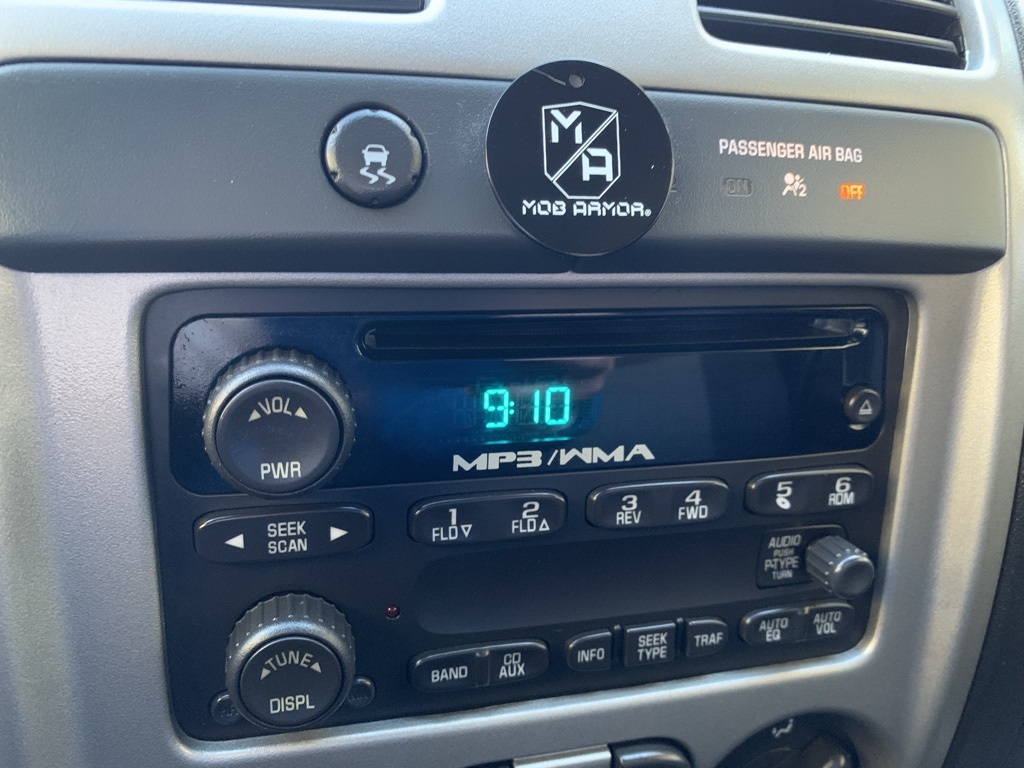 M
A
MOB ARMOR®
PASSENGER AIR BAG
ON
2
OFF
9:10
MP3/WMA
VOL
PWR
SEEK
SCAN
1
FLD
2
FLD
3
REV
4
FWD
5
6
RDM
AUDIO
PUSH
P-TYPE
TURN
TUNE
DISPL
BAND
CD
AUX
INFO
SEEK
TYPE
TRAF
AUTO
EQ
AUTO
VOL